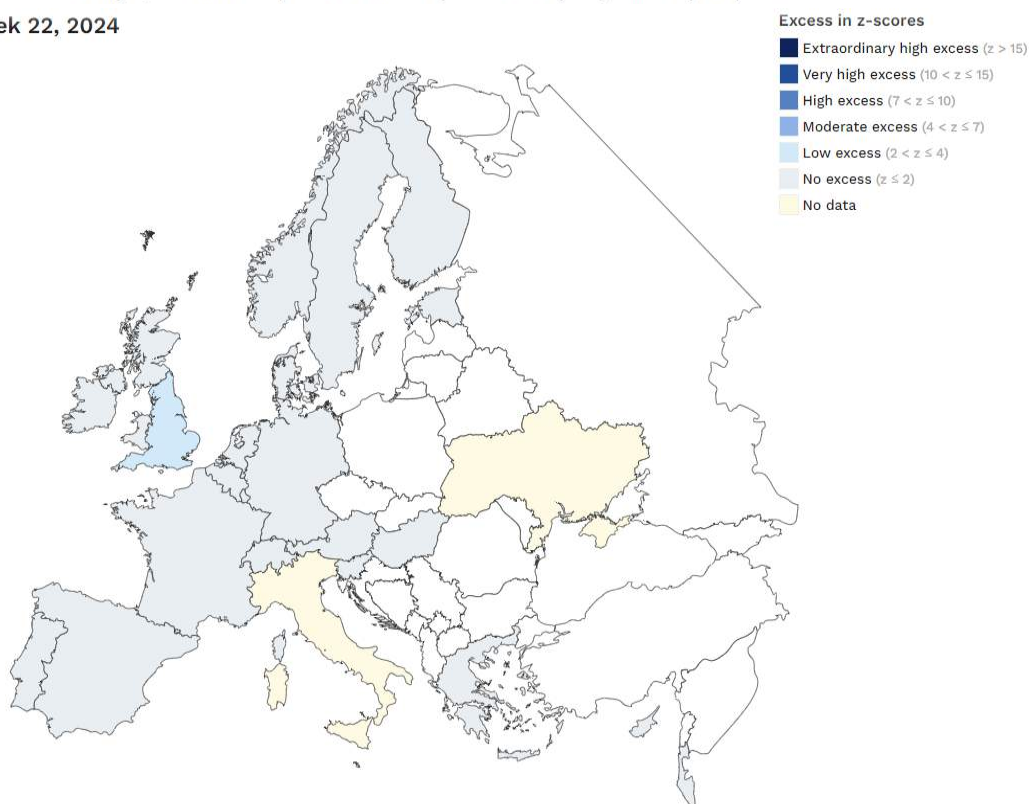 ek 22, 2024
Excess in z-scores
Extraordinary high excess (z > 15)
Very high excess (10 < z ≤ 15)
High excess (7 < z ≤ 10)
Moderate excess (4 < z ≤ 7)
Low excess (2 < z ≤ 4)
No excess (z ≤ 2)
No data